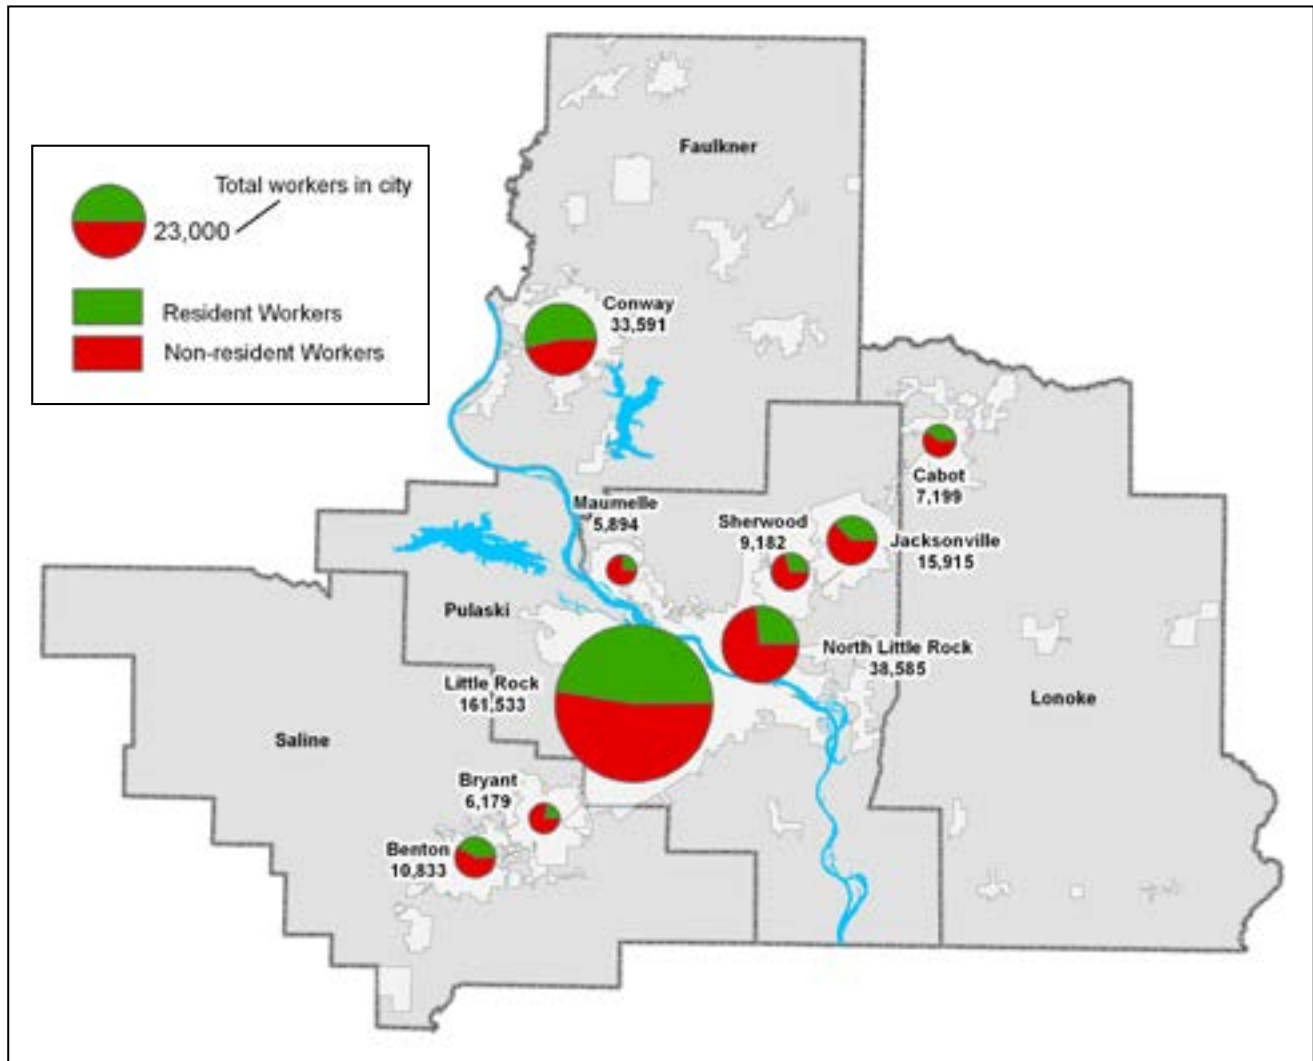 Total workers in city
23,000
Resident Workers
Non-resident Workers
Faulkner
Conway
33,591
Cabot
7,199
Maumelle
5,894
Sherwood
9,182
Jacksonville
15,915
Pulaski
North Little Rock
38,585
Little Rock
161,533
Lonoke
Saline
Bryant
6,179
Benton
10,833